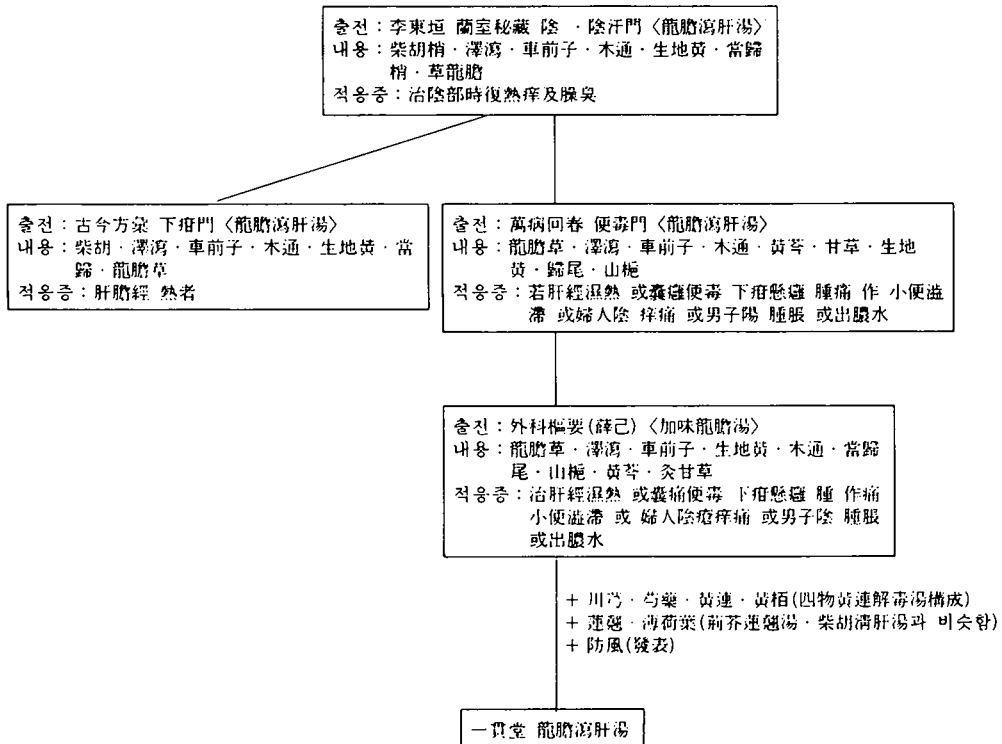 출전 : 李東垣 蘭室秘藏 陰 · 陰汗門 〈龍膽瀉肝湯〉
내용 : 柴胡梢 · 澤瀉 · 車前子 · 木通 · 生地黄 · 當歸
梢 · 草龍膽
적응증 : 治陰部時復熱痒及臊臭
출전 : 古今方彙 下疳門 〈龍膽瀉肝湯〉
내용 : 柴胡 · 澤瀉 · 車前子 · 木通 · 生地黄 · 當
歸 · 龍膽草
적응증 : 肝膽經 熱者
출전 : 萬病回春 便毒門 〈龍膽瀉肝湯〉
내용 : 龍膽草 · 澤瀉 · 車前子 · 木通 · 黄芩 · 甘草 · 生地
黄 · 歸尾 · 山梔
적응증 : 若肝經濕熱 或囊癰便毒 下疳懸癰 腫痛 作 小便澁
滯 或婦人陰 痒痛 或男子陽 腫脹 或出膿水
출전 : 外科樞要(薛己) 〈加味龍膽湯〉
내용 : 龍膽草 · 澤瀉 · 車前子 · 生地黄 · 木通 · 當歸
尾 · 山梔 · 黄芩 · 灸甘草
적응증 : 治肝經濕熱 或囊痛便毒 下疳懸癰 腫 作痛
小便澁滯 或 婦人陰瘡痒痛 或男子陰 腫脹
或出膿水
+ 川芎 · 芍藥 · 黄連 · 黄栢(四物黄連解毒湯構成)
+ 蓮翹 · 薄荷葉(荊芥蓮翹湯 · 柴胡淸肝湯과 비슷함)
+ 防風(發表)
一貫堂 龍膽瀉肝湯